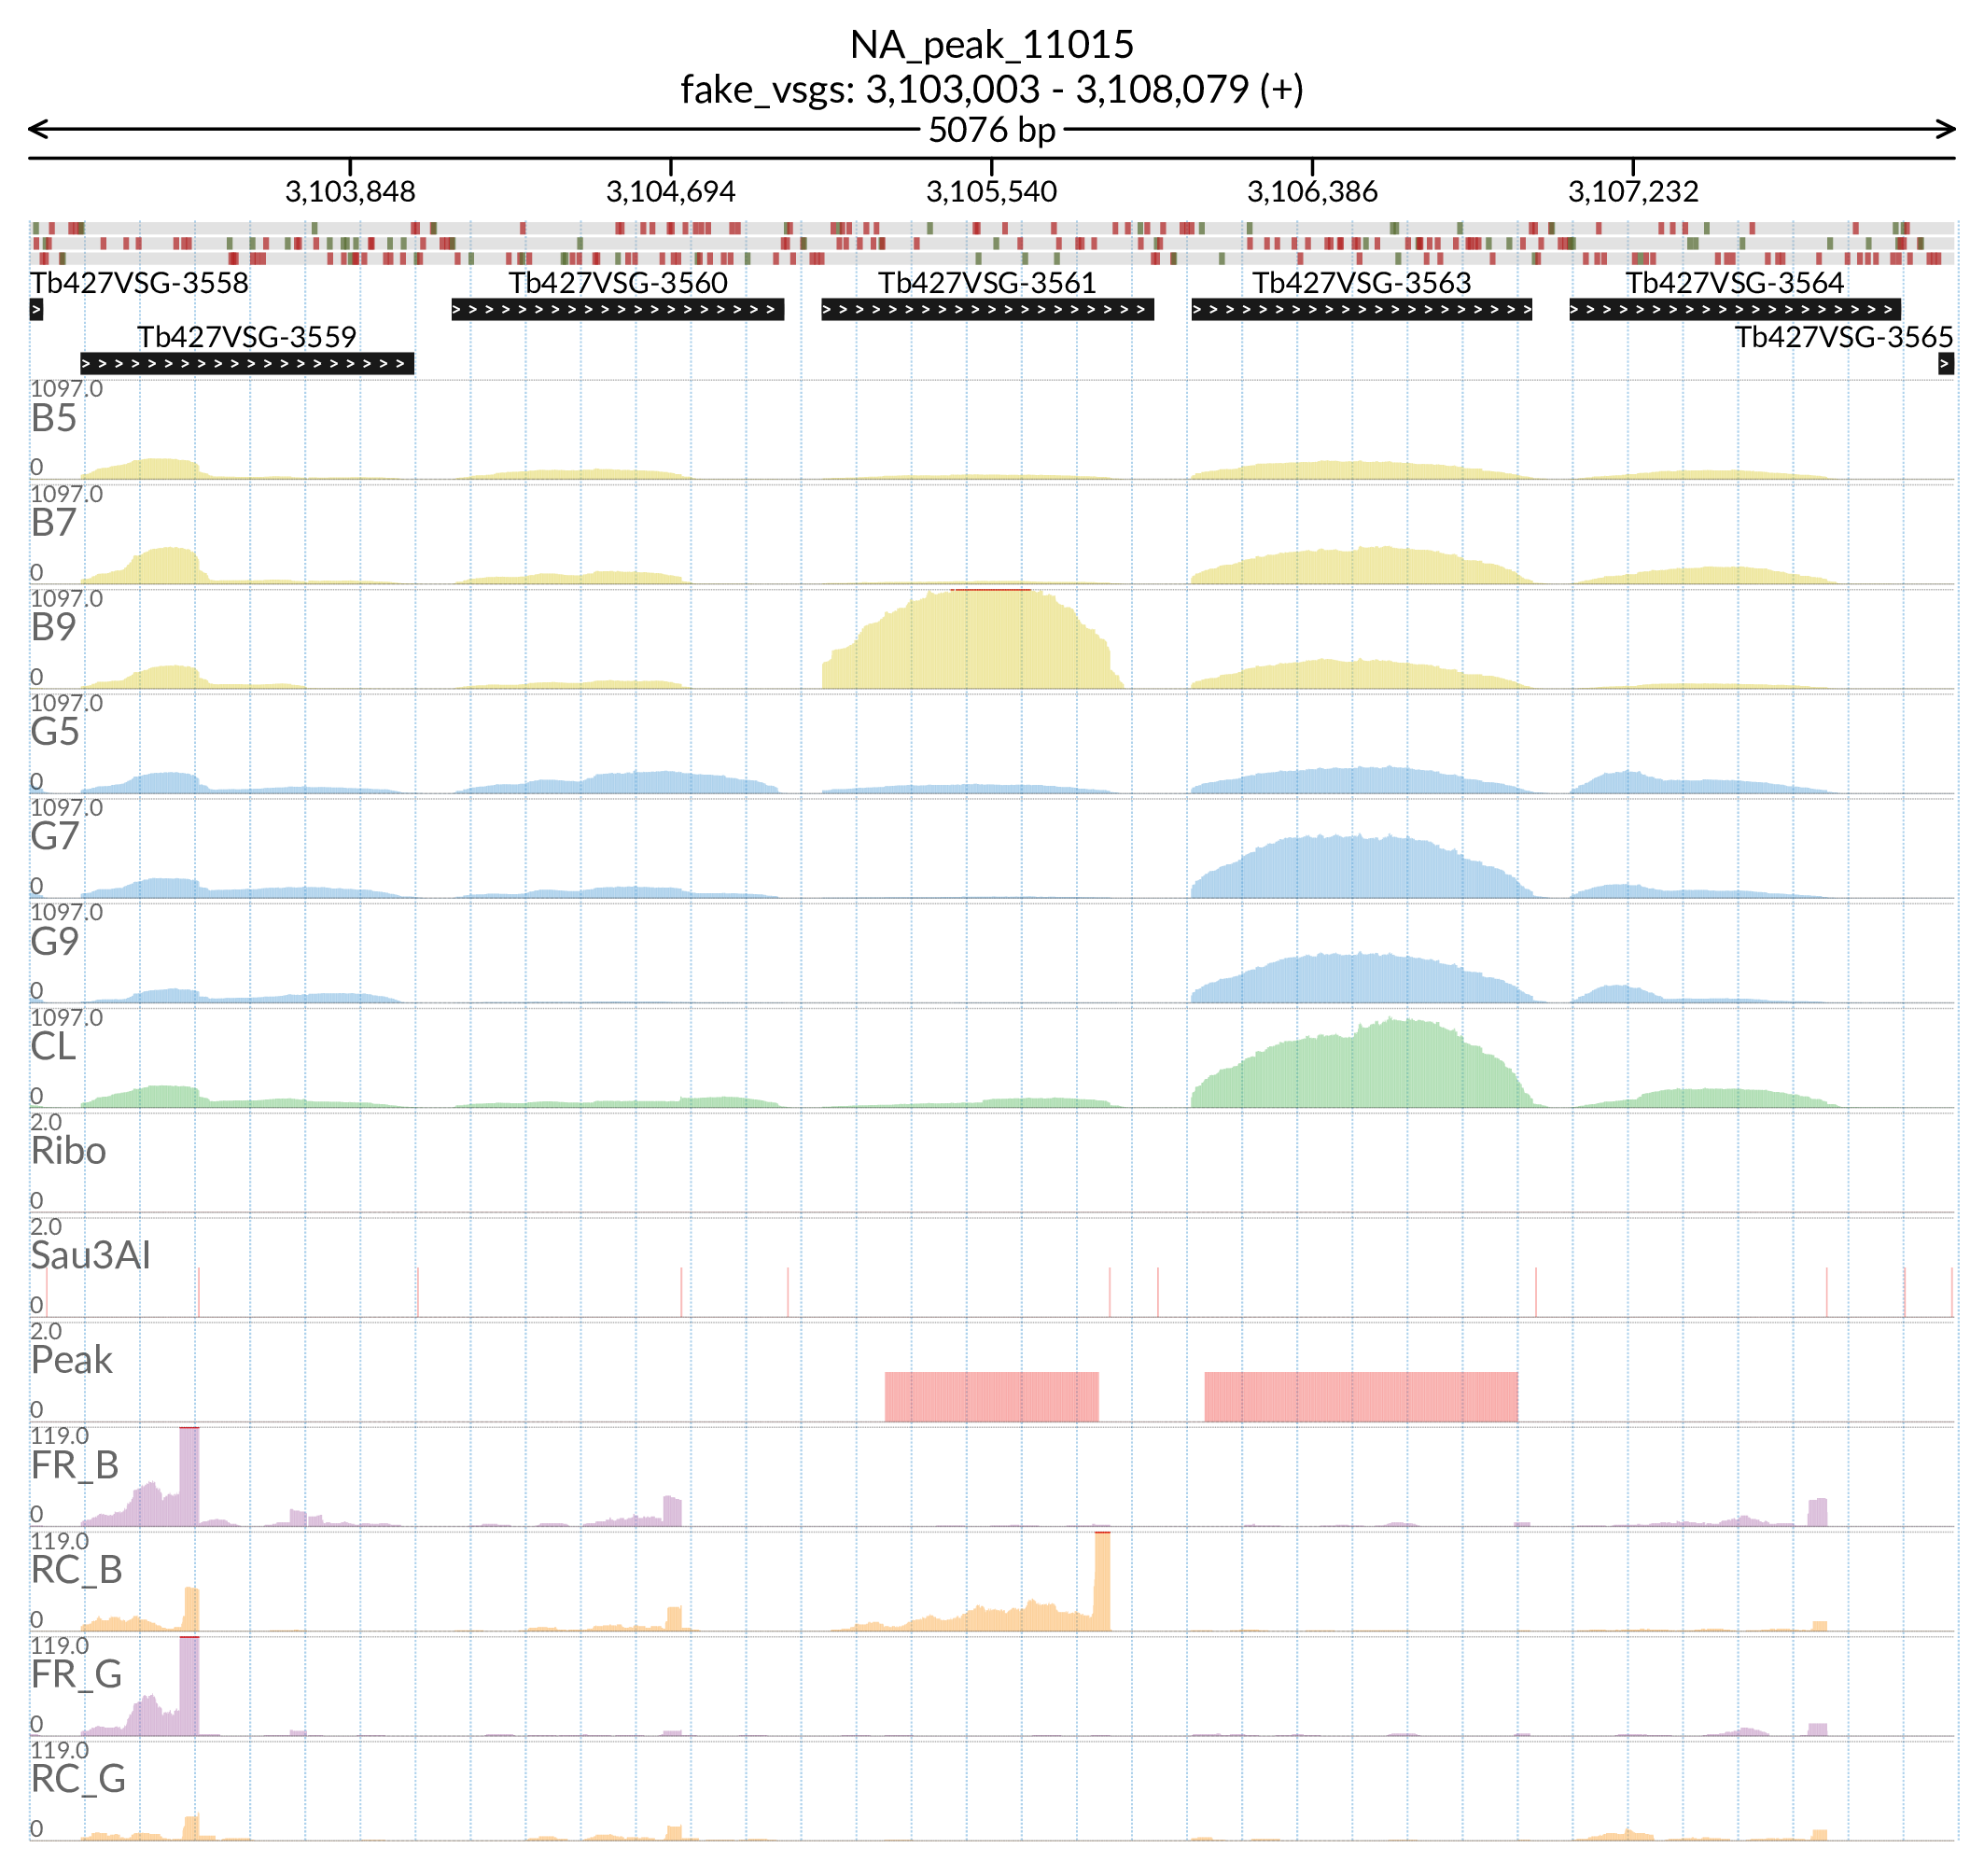 NA_peak_11015
fake_vsgs: 3,103,003 - 3,108,079 (+)
5076 bp
3,103,848 3,104,694 3,105,540 3,106,386 3,107,232
Tb427VSG-3558 Tb427VSG-3560 Tb427VSG-3561 Tb427VSG-3563 Tb427VSG-3564
Tb427VSG-3559 Tb427VSG-3565
1097.0
B5
0
1097.0
B7
0
1097.0
B9
0
1097.0
G5
0
1097.0
G7
0
1097.0
G9
0
1097.0
CL
0
2.0
Ribo
0
2.0
Sau3AI
0
2.0
Peak
0
119.0
FR_B
0
119.0
RC_B
0
119.0
FR_G
0
119.0
RC_G
0